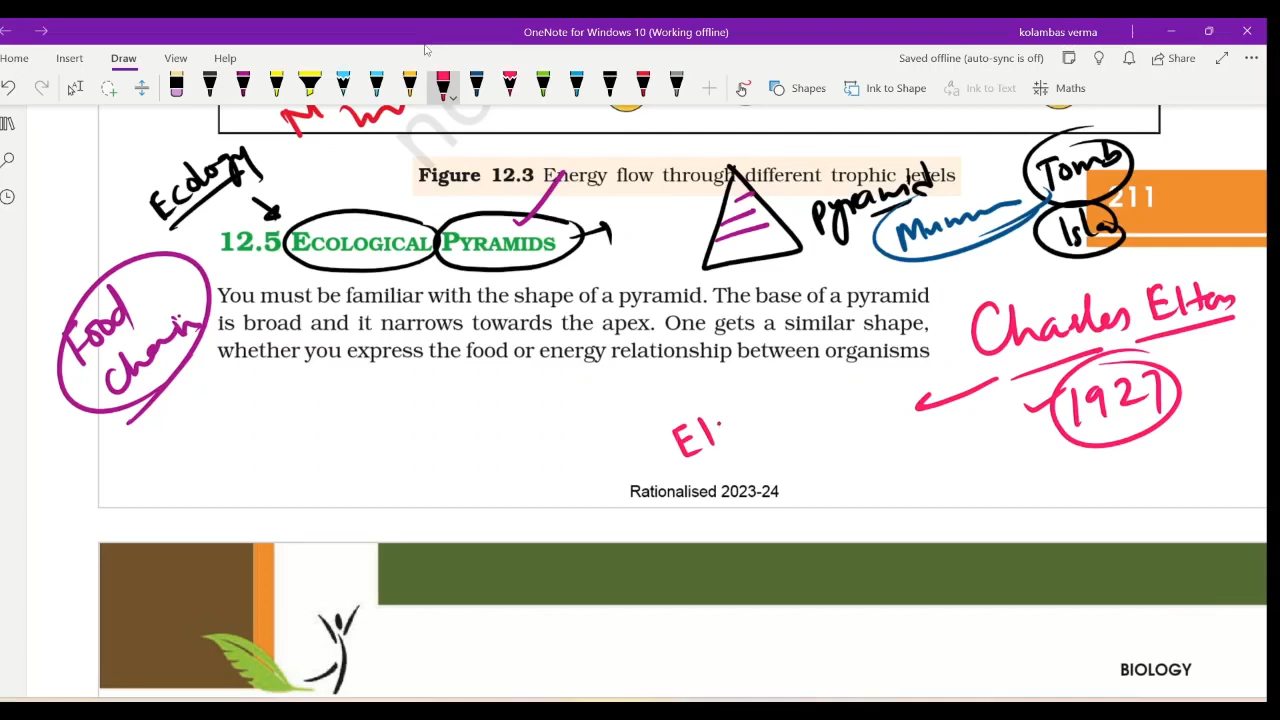 OneNote for Windows 10 (Working offline)
kolambas verma
Home Insert Draw View Help
Saved offline (auto-sync is off)
Share
Shapes
Ink to Shape
Ink to Text
Maths
Figure 12.3 Energy flow through different trophic levels
211
Ecology
12.5 ECOLOGICAL PYRAMIDS
pyramid
Tomb
You must be familiar with the shape of a pyramid. The base of a pyramid
is broad and it narrows towards the apex. One gets a similar shape,
whether you express the food or energy relationship between organisms
Food
chain
Charles Elton
1927
El
Rationalised 2023-24
BIOLOGY